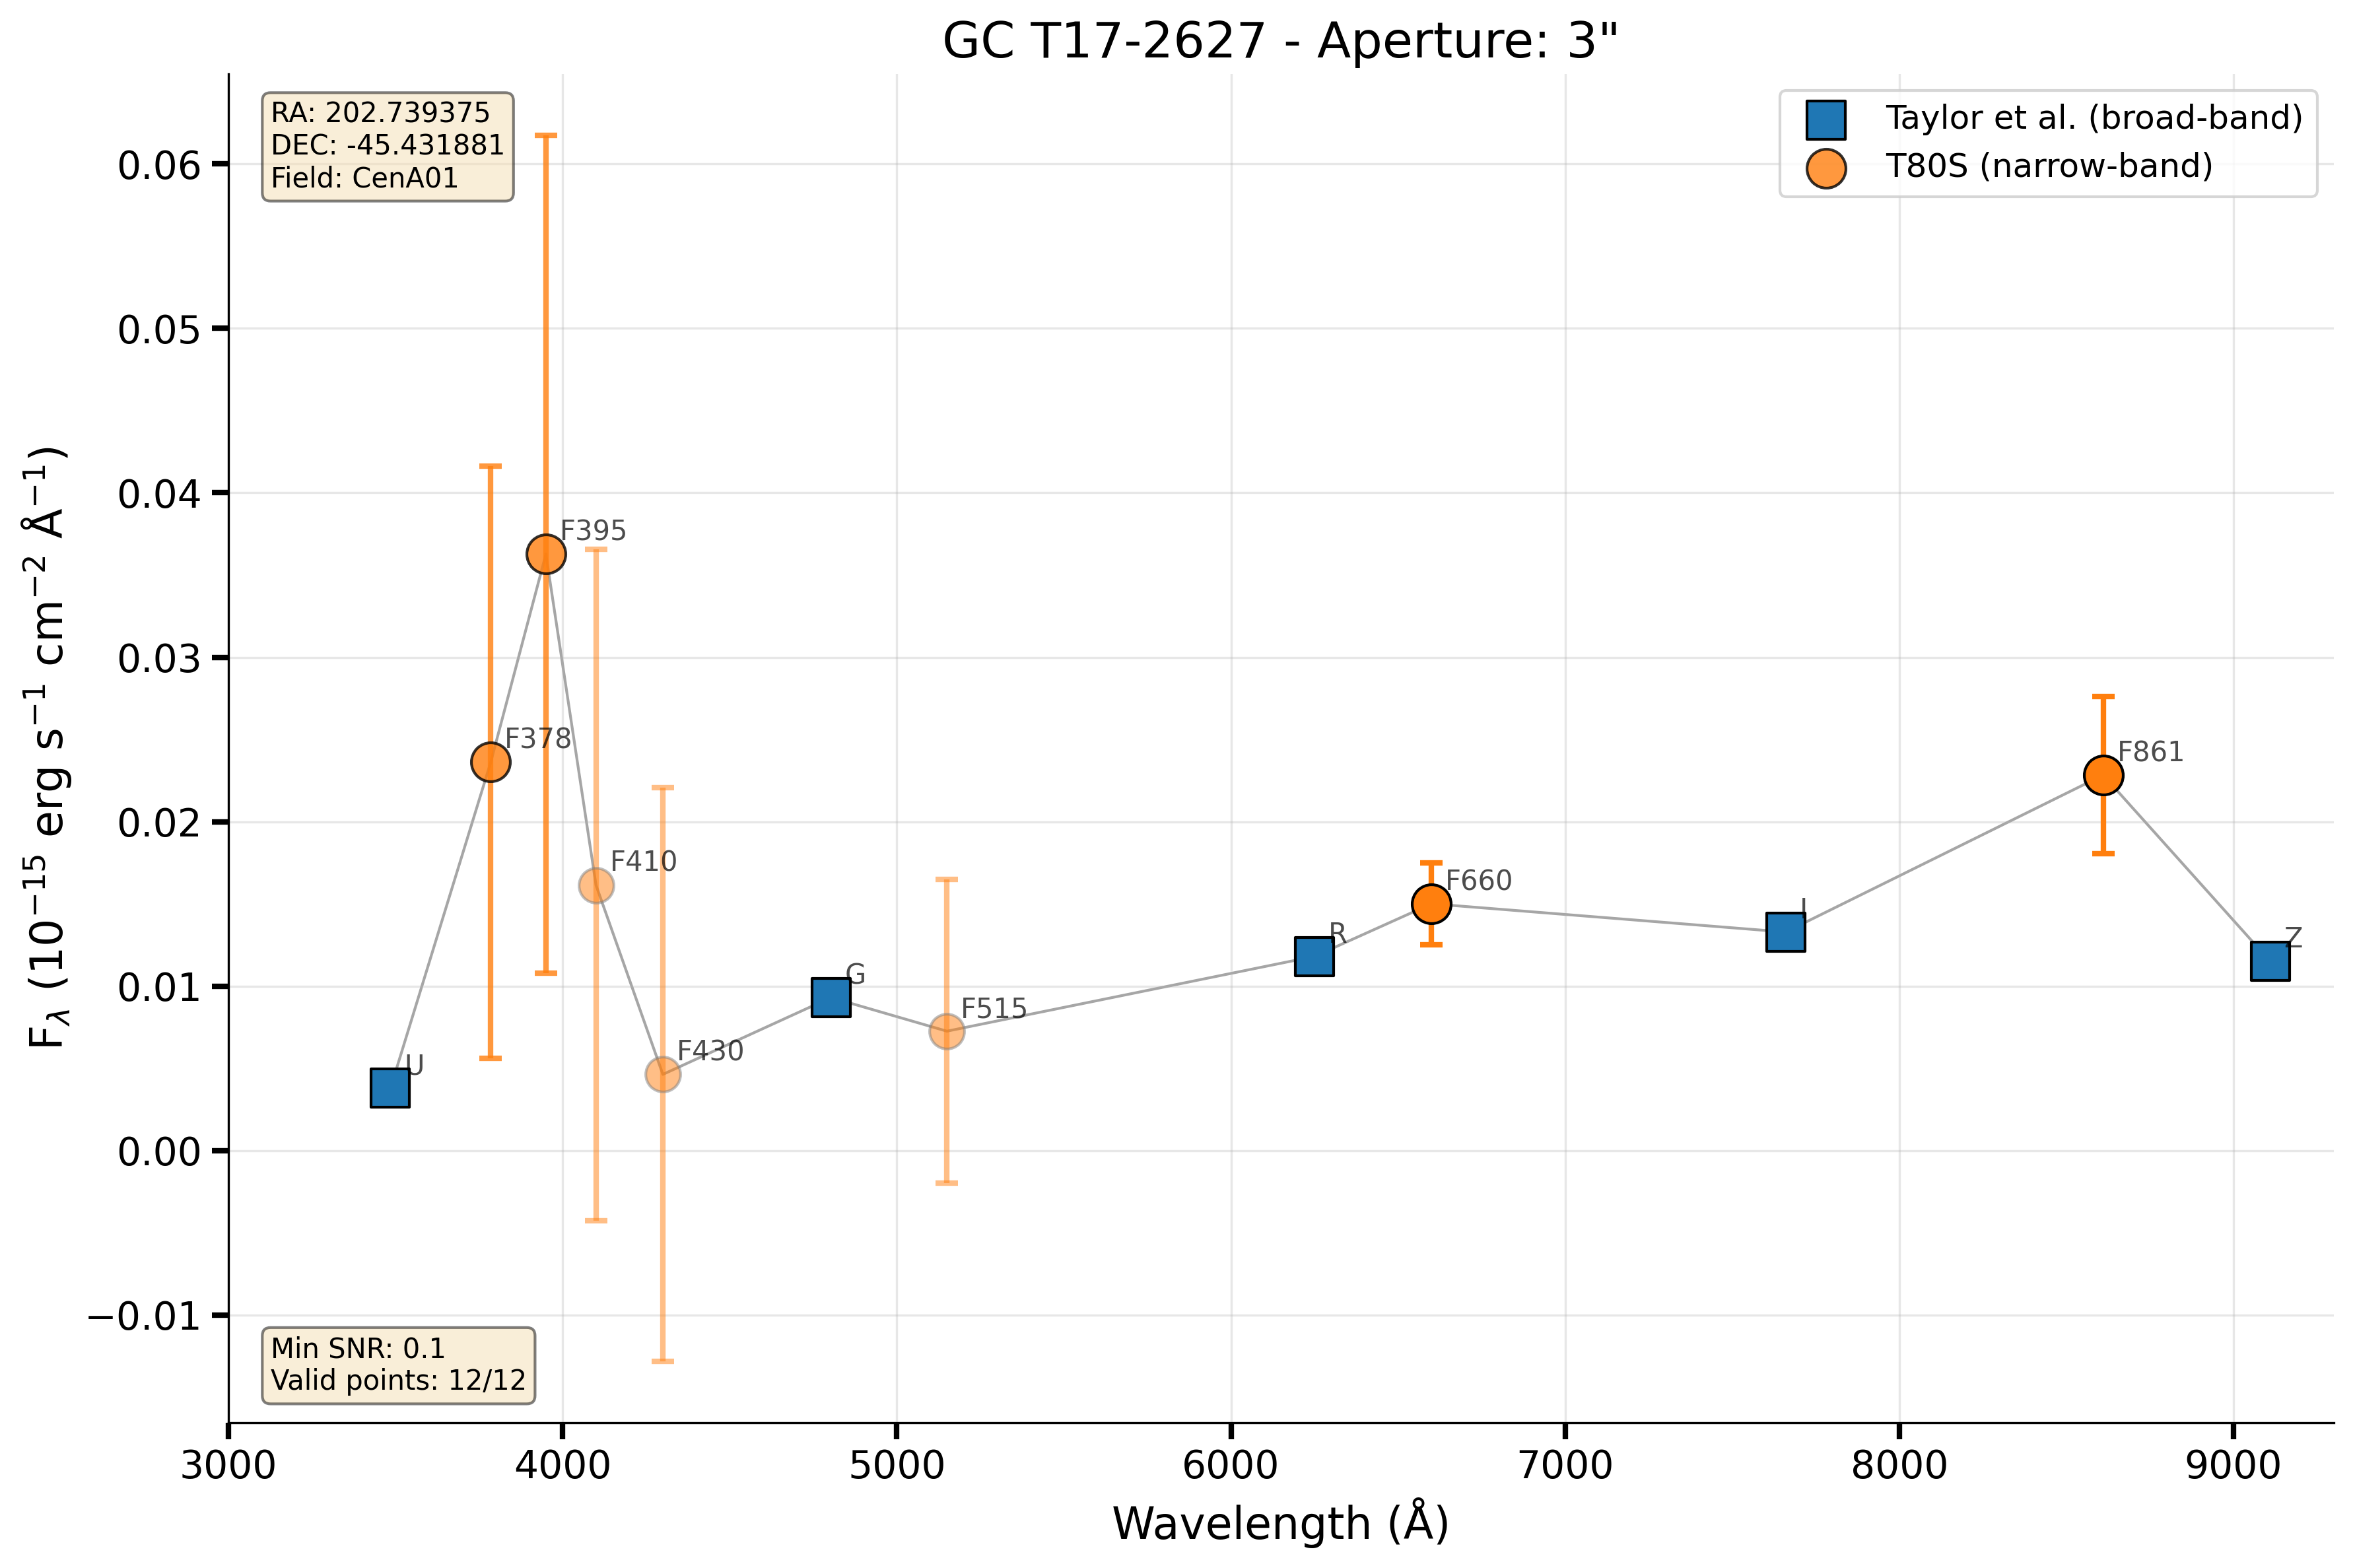 GC T17-2627 - Aperture: 3"
RA: 202.739375
DEC: -45.431881
Field: CenA01
Taylor et al. (broad-band)
T80S (narrow-band)
0.06
0.05
0.04
0.03
0.02
0.01
0.00
−0.01
F_λ (10⁻¹⁵ erg s⁻¹ cm⁻² Å⁻¹)
F395
F378
F410
F430
U
G
F515
R
F660
I
F861
Z
Min SNR: 0.1
Valid points: 12/12
3000 4000 5000 6000 7000 8000 9000
Wavelength (Å)